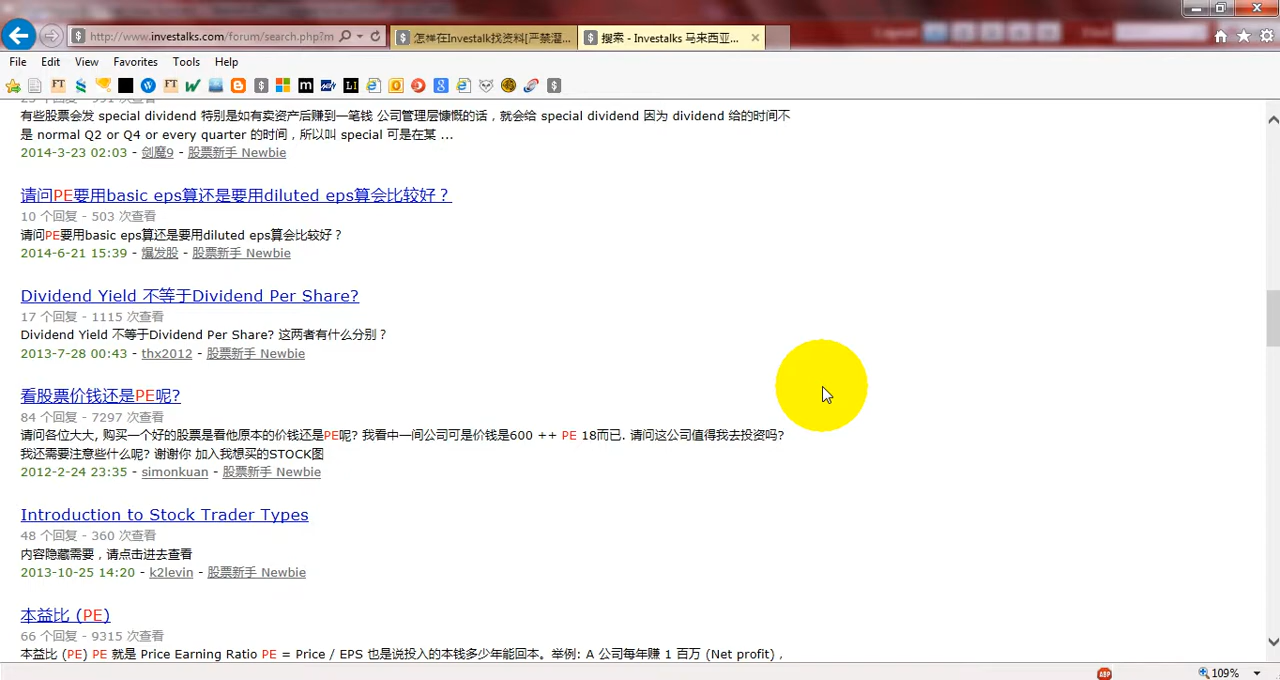 http://www.investalks.com/forum/search.php?m
怎样在Investalk找资料[严禁灌...
搜索 - Investalks 马来西亚...
File Edit View Favorites Tools Help
有些股票会发 special dividend 特别是如有卖资产后赚到一笔钱 公司管理层慷慨的话，就会给 special dividend 因为 dividend 给的时间不
是 normal Q2 or Q4 or every quarter 的时间，所以叫 special 可是在某 ...
2014-3-23 02:03 - 剑魔9 - 股票新手 Newbie
请问PE要用basic eps算还是要用diluted eps算会比较好？
10 个回复 - 503 次查看
请问PE要用basic eps算还是要用diluted eps算会比较好？
2014-6-21 15:39 - 爆发股 - 股票新手 Newbie
Dividend Yield 不等于Dividend Per Share?
17 个回复 - 1115 次查看
Dividend Yield 不等于Dividend Per Share? 这两者有什么分别？
2013-7-28 00:43 - thx2012 - 股票新手 Newbie
看股票价钱还是PE呢?
84 个回复 - 7297 次查看
请问各位大大, 购买一个好的股票是看他原本的价钱还是PE呢? 我看中一间公司可是价钱是600 ++ PE 18而已. 请问这公司值得我去投资吗?
我还需要注意些什么呢? 谢谢你 加入我想买的STOCK图
2012-2-24 23:35 - simonkuan - 股票新手 Newbie
Introduction to Stock Trader Types
48 个回复 - 360 次查看
内容隐藏需要，请点击进去查看
2013-10-25 14:20 - k2levin - 股票新手 Newbie
本益比 (PE)
66 个回复 - 9315 次查看
本益比 (PE) PE 就是 Price Earning Ratio PE = Price / EPS 也是说投入的本钱多少年能回本。举例: A 公司每年赚 1 百万 (Net profit)，
ABP
109%